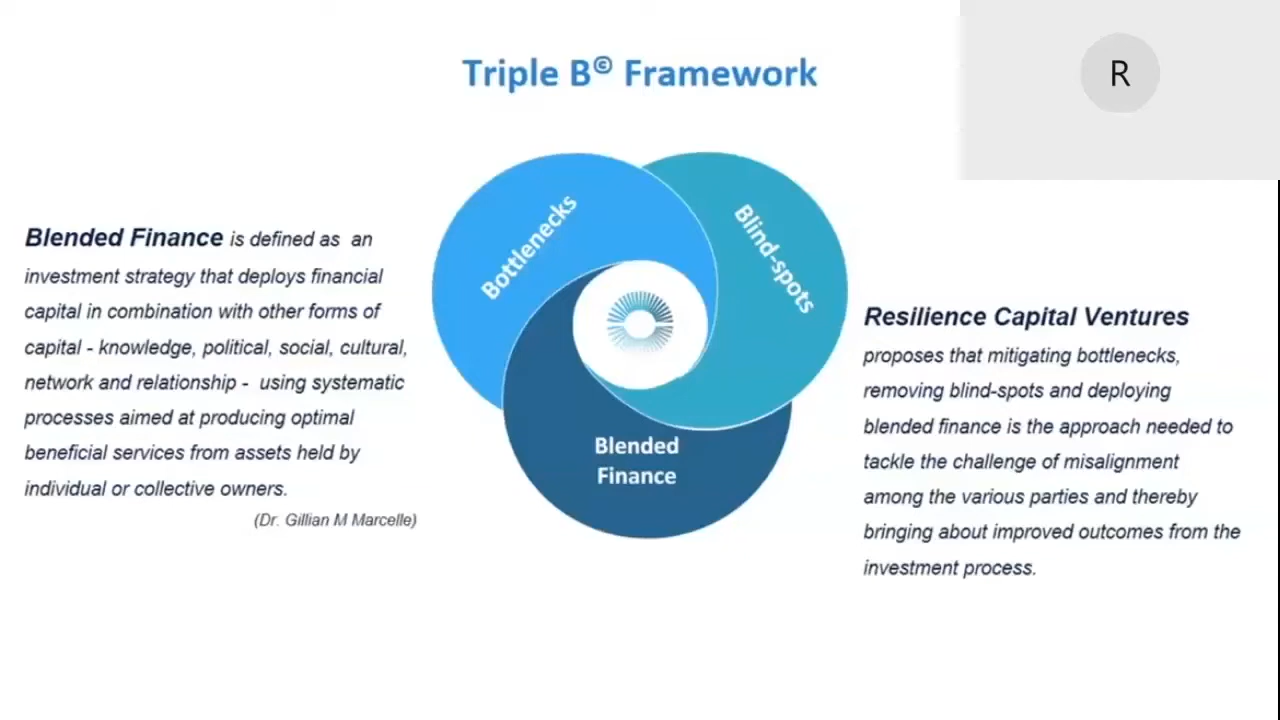 Triple B© Framework
R
Bottlenecks
Blind-spots
Blended
Finance
Blended Finance is defined as an
investment strategy that deploys financial
capital in combination with other forms of
capital - knowledge, political, social, cultural,
network and relationship - using systematic
processes aimed at producing optimal
beneficial services from assets held by
individual or collective owners.
(Dr. Gillian M Marcelle)
Resilience Capital Ventures
proposes that mitigating bottlenecks,
removing blind-spots and deploying
blended finance is the approach needed to
tackle the challenge of misalignment
among the various parties and thereby
bringing about improved outcomes from the
investment process.